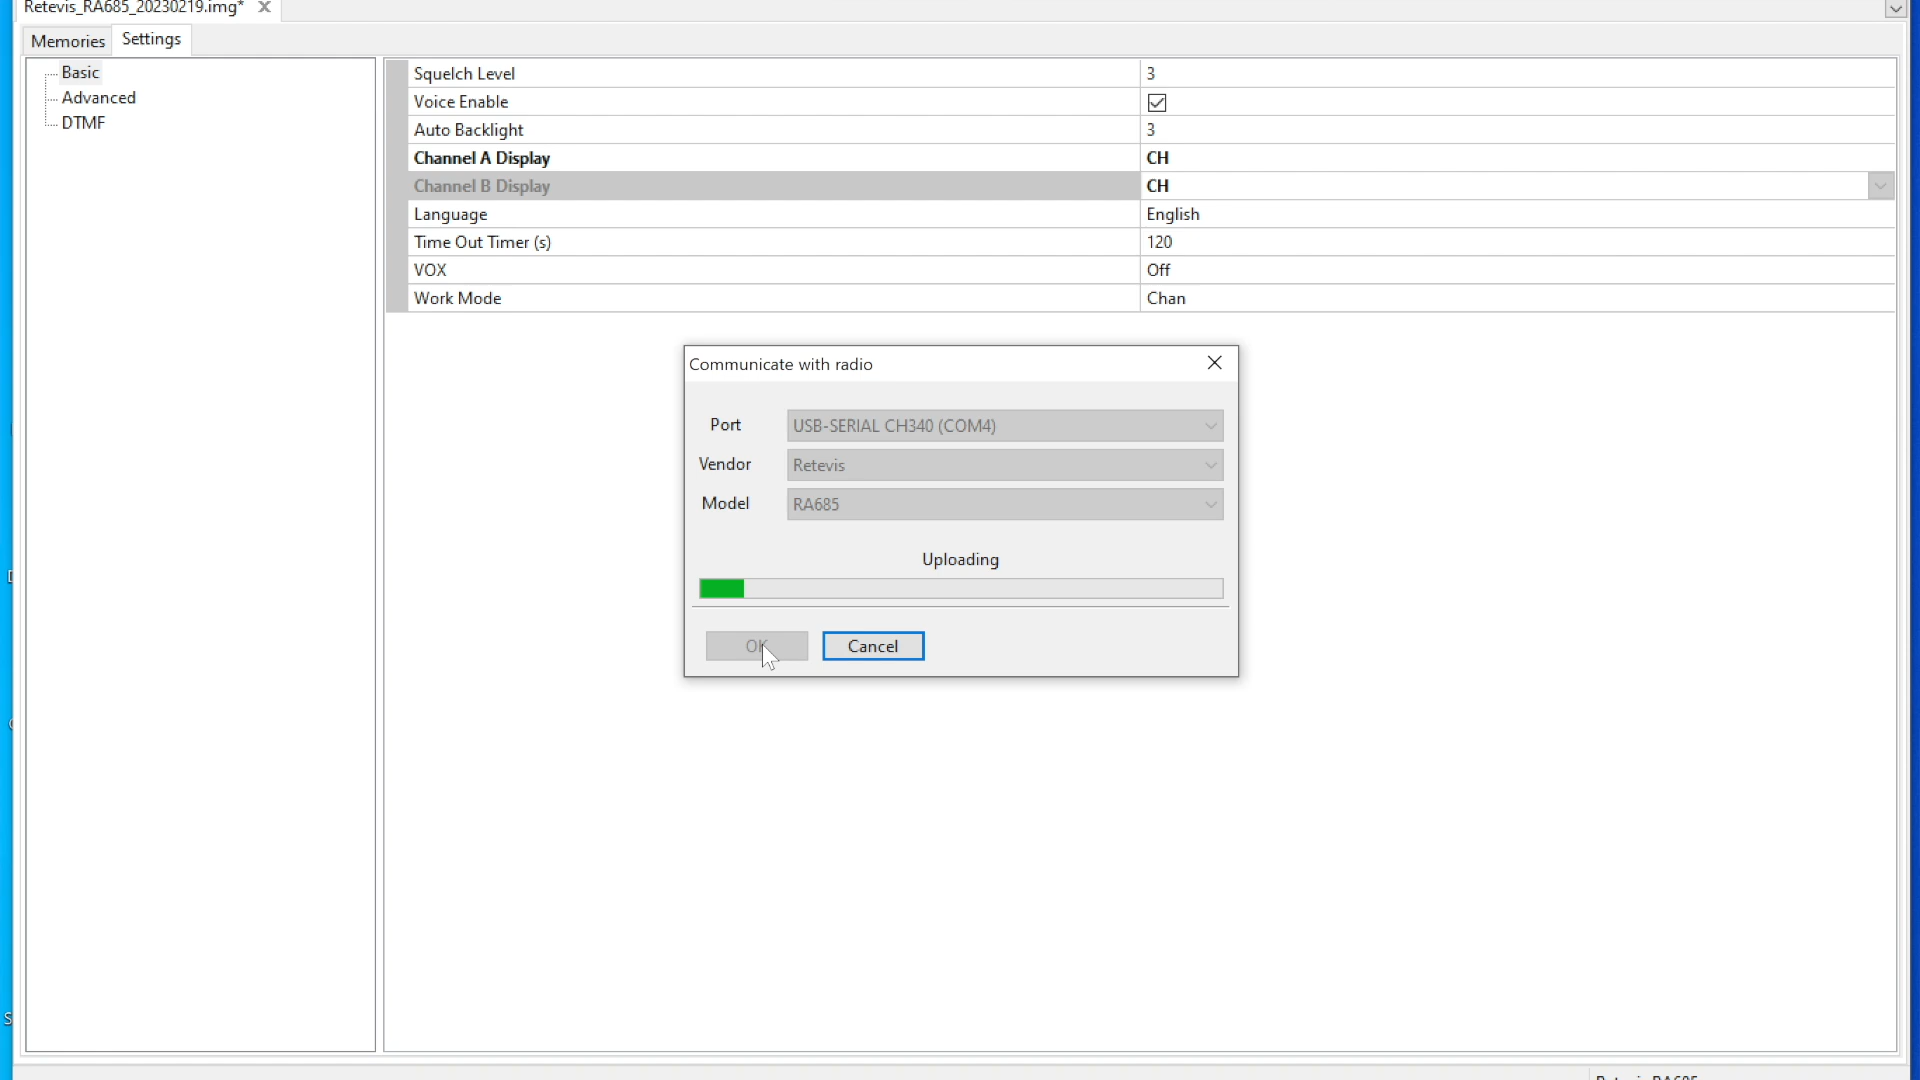 Retevis_RA685_20230219.img*
Memories Settings
Basic
Advanced
DTMF
Squelch Level 3
Voice Enable
Auto Backlight 3
Channel A Display CH
Channel B Display CH
Language English
Time Out Timer (s) 120
VOX Off
Work Mode Chan
Communicate with radio
Port USB-SERIAL CH340 (COM4)
Vendor Retevis
Model RA685
Uploading
OK Cancel